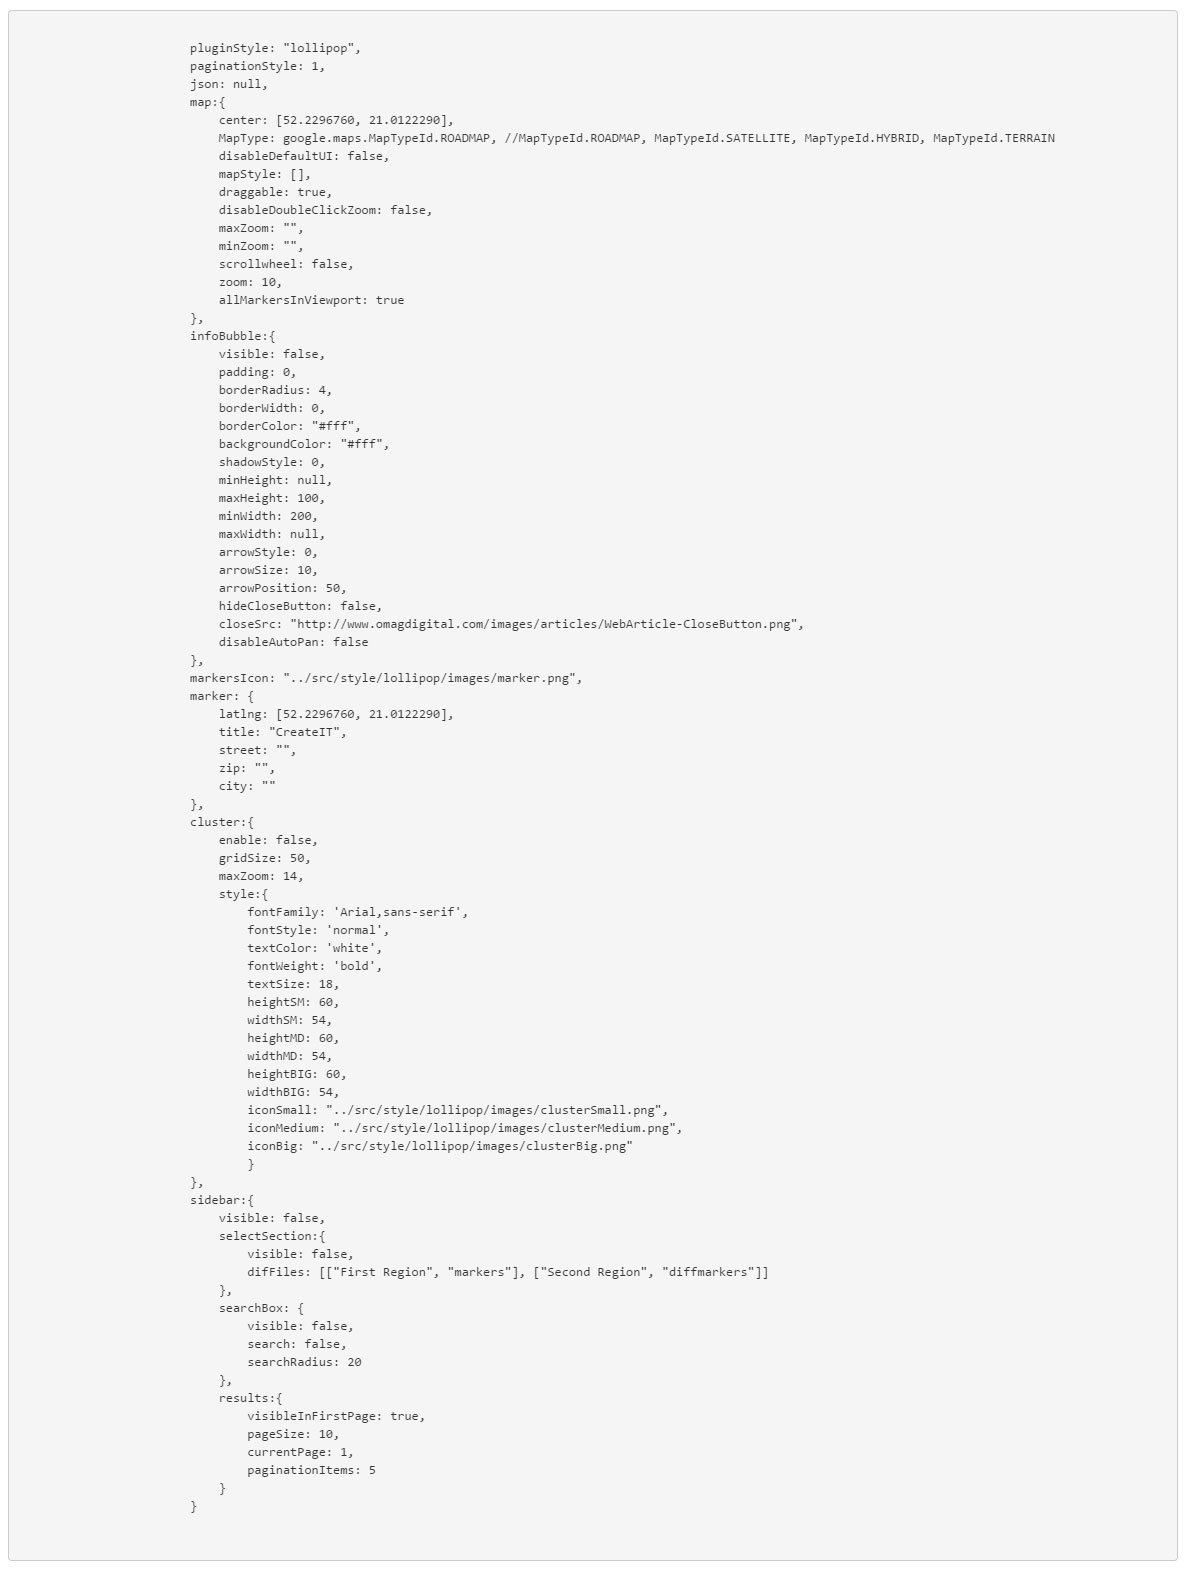 pluginStyle: "lollipop",
paginationStyle: 1,
json: null,
map:{
    center: [52.2296760, 21.0122290],
    MapType: google.maps.MapTypeId.ROADMAP, //MapTypeId.ROADMAP, MapTypeId.SATELLITE, MapTypeId.HYBRID, MapTypeId.TERRAIN
    disableDefaultUI: false,
    mapStyle: [],
    draggable: true,
    disableDoubleClickZoom: false,
    maxZoom: "",
    minZoom: "",
    scrollwheel: false,
    zoom: 10,
    allMarkersInViewport: true
},
infoBubble:{
    visible: false,
    padding: 0,
    borderRadius: 4,
    borderWidth: 0,
    borderColor: "#fff",
    backgroundColor: "#fff",
    shadowStyle: 0,
    minHeight: null,
    maxHeight: 100,
    minWidth: 200,
    maxWidth: null,
    arrowStyle: 0,
    arrowSize: 10,
    arrowPosition: 50,
    hideCloseButton: false,
    closeSrc: "http://www.omagdigital.com/images/articles/WebArticle-CloseButton.png",
    disableAutoPan: false
},
markersIcon: "../src/style/lollipop/images/marker.png",
marker: {
    latlng: [52.2296760, 21.0122290],
    title: "CreateIT",
    street: "",
    zip: "",
    city: ""
},
cluster:{
    enable: false,
    gridSize: 50,
    maxZoom: 14,
    style:{
        fontFamily: 'Arial,sans-serif',
        fontStyle: 'normal',
        textColor: 'white',
        fontWeight: 'bold',
        textSize: 18,
        heightSM: 60,
        widthSM: 54,
        heightMD: 60,
        widthMD: 54,
        heightBIG: 60,
        widthBIG: 54,
        iconSmall: "../src/style/lollipop/images/clusterSmall.png",
        iconMedium: "../src/style/lollipop/images/clusterMedium.png",
        iconBig: "../src/style/lollipop/images/clusterBig.png"
        }
},
sidebar:{
    visible: false,
    selectSection:{
        visible: false,
        difFiles: [["First Region", "markers"], ["Second Region", "diffmarkers"]]
    },
    searchBox: {
        visible: false,
        search: false,
        searchRadius: 20
    },
    results:{
        visibleInFirstPage: true,
        pageSize: 10,
        currentPage: 1,
        paginationItems: 5
    }
}